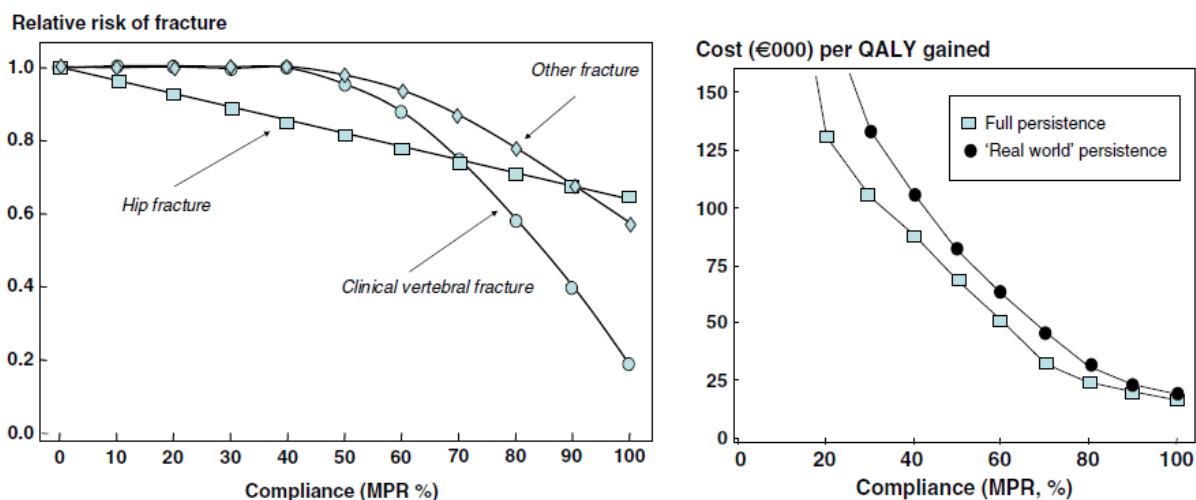 Relative risk of fracture
1.0
0.8
0.6
0.4
0.2
0.0
Other fracture
Hip fracture
Clinical vertebral fracture
0 10 20 30 40 50 60 70 80 90 100
Compliance (MPR %)
Cost (€000) per QALY gained
150
125
100
75
50
25
0
Full persistence
‘Real world’ persistence
0 20 40 60 80 100
Compliance (MPR, %)